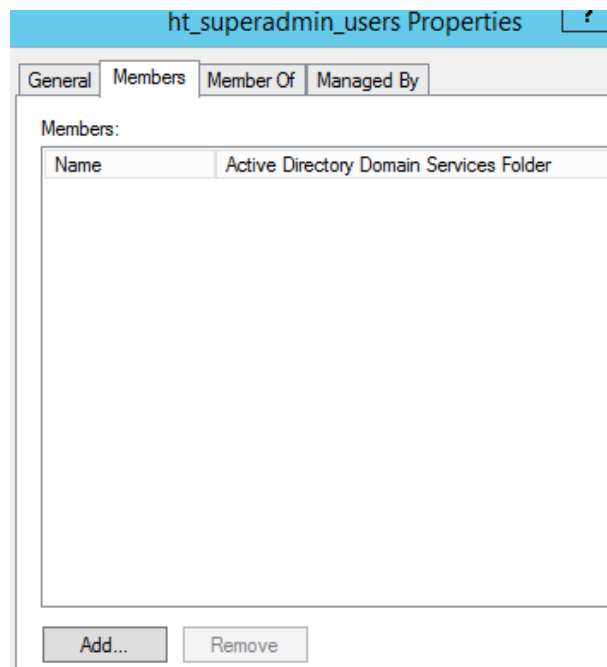 ht_superadmin_users Properties ?
General Members Member Of Managed By
Members:
Name Active Directory Domain Services Folder
Add... Remove